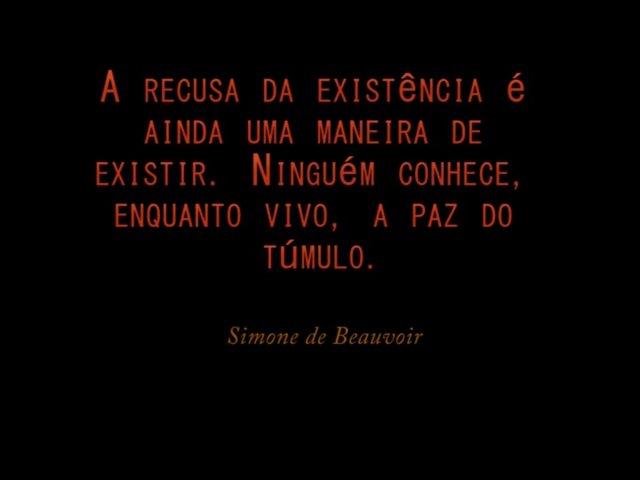 A RECUSA DA EXISTÊNCIA É
AINDA UMA MANEIRA DE
EXISTIR. NINGUÉM CONHECE,
ENQUANTO VIVO, A PAZ DO
TÚMULO.
Simone de Beauvoir